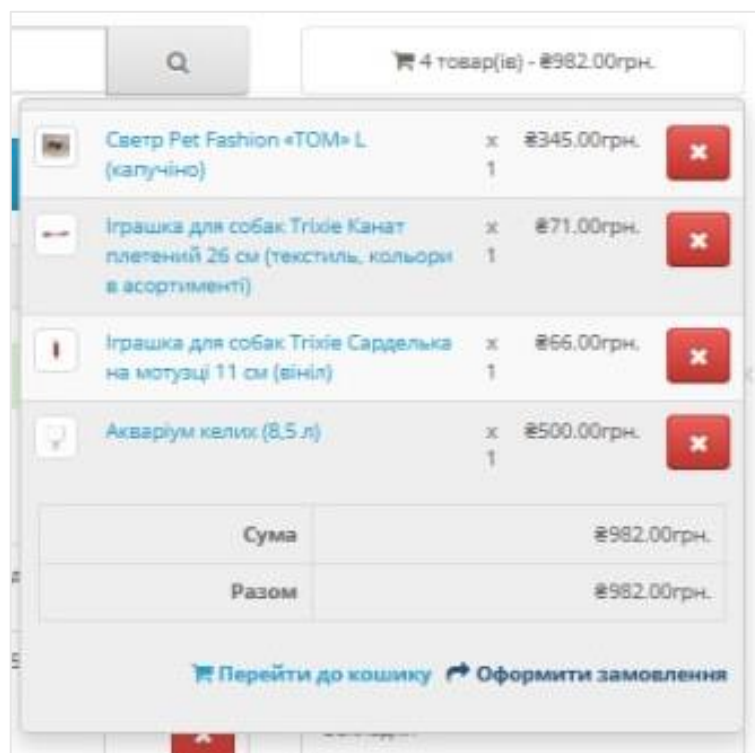 4 товар(ів) - ₴982.00грн.
Светр Pet Fashion «ТОМ» L
(капучіно)
x
1
₴345.00грн.
Іграшка для собак Trixie Канат
плетений 26 см (текстиль, кольори
в асортименті)
x
1
₴71.00грн.
Іграшка для собак Trixie Сарделька
на мотузці 11 см (вініл)
x
1
₴66.00грн.
Акваріум келих (8,5 л)
x
1
₴500.00грн.
Сума ₴982.00грн.
Разом ₴982.00грн.
Перейти до кошику Оформити замовлення